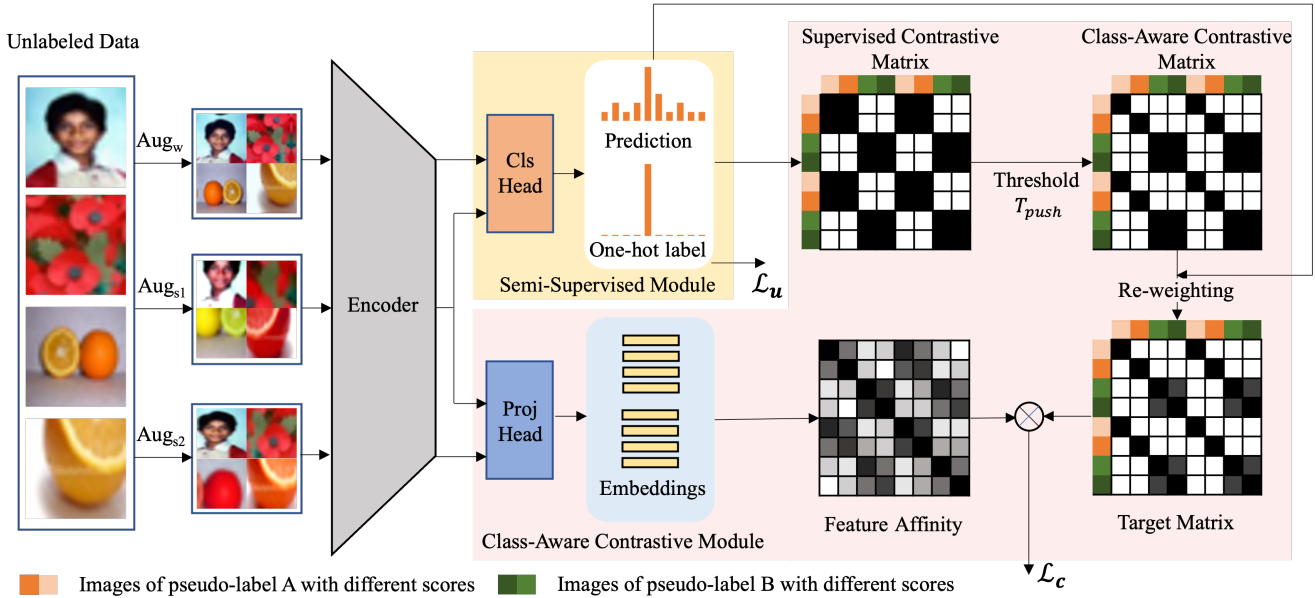 Unlabeled Data
Aug_w
Aug_s1
Aug_s2
Encoder
Cls
Head
Prediction
One-hot label
Semi-Supervised Module
ℒ_u
Supervised Contrastive
Matrix
Threshold
T_push
Class-Aware Contrastive
Matrix
Re-weighting
Proj
Head
Embeddings
Class-Aware Contrastive Module
Feature Affinity
Target Matrix
ℒ_c
Images of pseudo-label A with different scores
Images of pseudo-label B with different scores